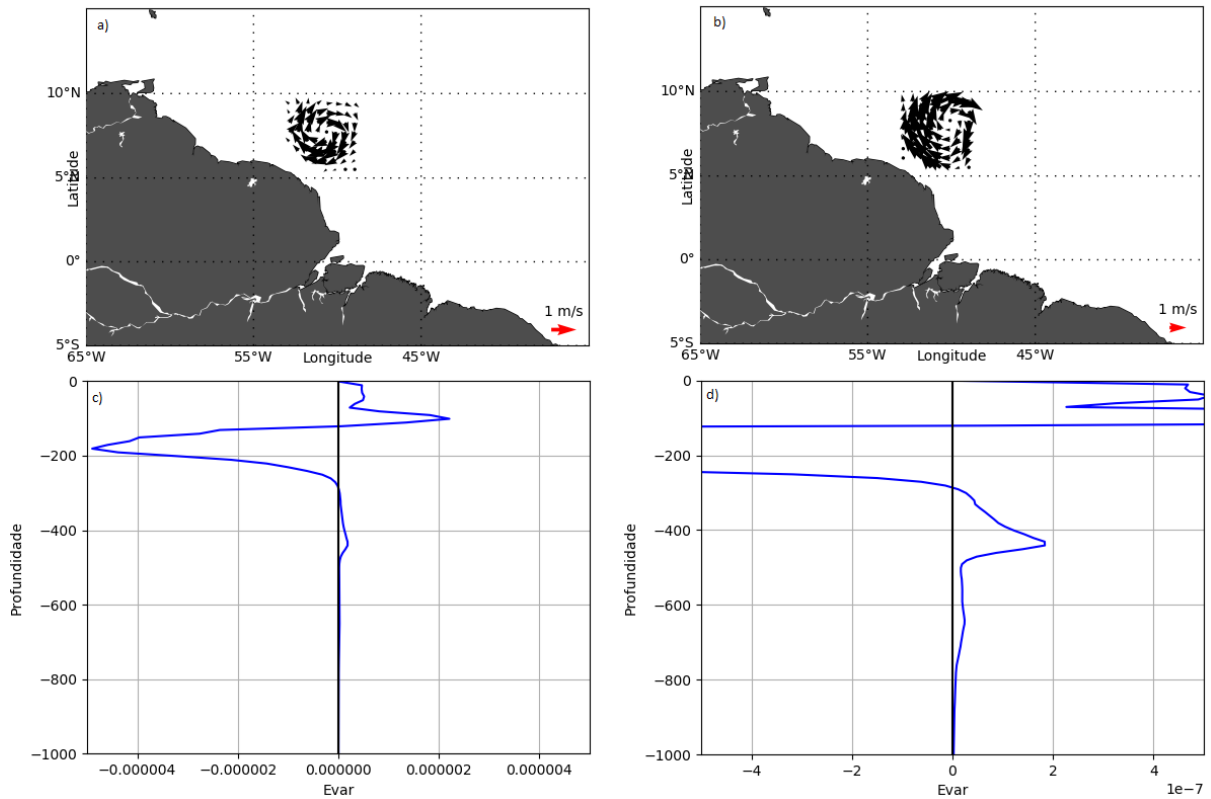 a)
10°N
5°N
0°
5°S
65°W
55°W
45°W
Latitude
Longitude
1 m/s
b)
10°N
5°N
0°
5°S
65°W
55°W
45°W
Latitude
Longitude
1 m/s
c)
0
−200
−400
−600
−800
−1000
Profundidade
−0.000004
−0.000002
0.000000
0.000002
0.000004
Evar
d)
0
−200
−400
−600
−800
−1000
Profundidade
−4
−2
0
2
4
1e−7
Evar